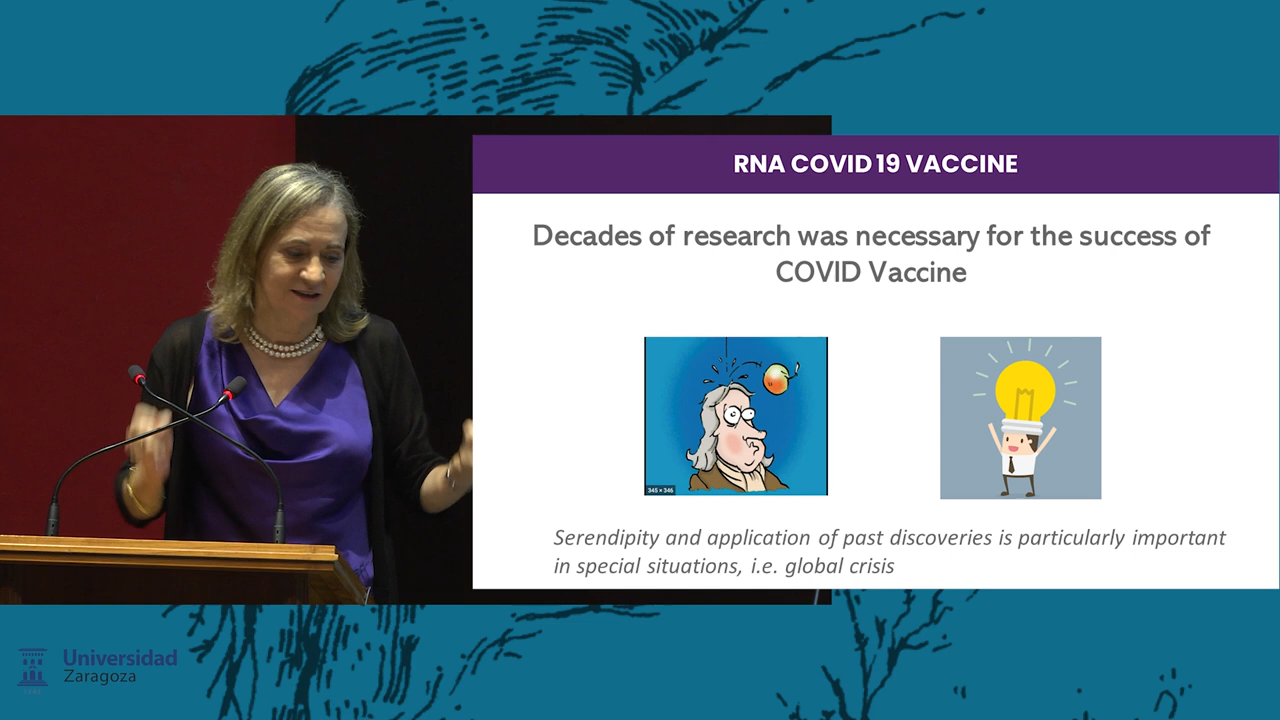 RNA COVID 19 VACCINE
Decades of research was necessary for the success of
COVID Vaccine
345 × 346
Serendipity and application of past discoveries is particularly important
in special situations, i.e. global crisis
Universidad
Zaragoza